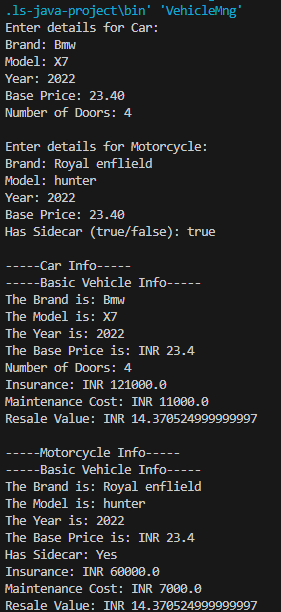 .ls-java-project\bin' 'VehicleMng'
Enter details for Car:
Brand: Bmw
Model: X7
Year: 2022
Base Price: 23.40
Number of Doors: 4
Enter details for Motorcycle:
Brand: Royal enflield
Model: hunter
Year: 2022
Base Price: 23.40
Has Sidecar (true/false): true
-----Car Info-----
-----Basic Vehicle Info-----
The Brand is: Bmw
The Model is: X7
The Year is: 2022
The Base Price is: INR 23.4
Number of Doors: 4
Insurance: INR 121000.0
Maintenance Cost: INR 11000.0
Resale Value: INR 14.370524999999997
-----Motorcycle Info-----
-----Basic Vehicle Info-----
The Brand is: Royal enflield
The Model is: hunter
The Year is: 2022
The Base Price is: INR 23.4
Has Sidecar: Yes
Insurance: INR 60000.0
Maintenance Cost: INR 7000.0
Resale Value: INR 14.370524999999997